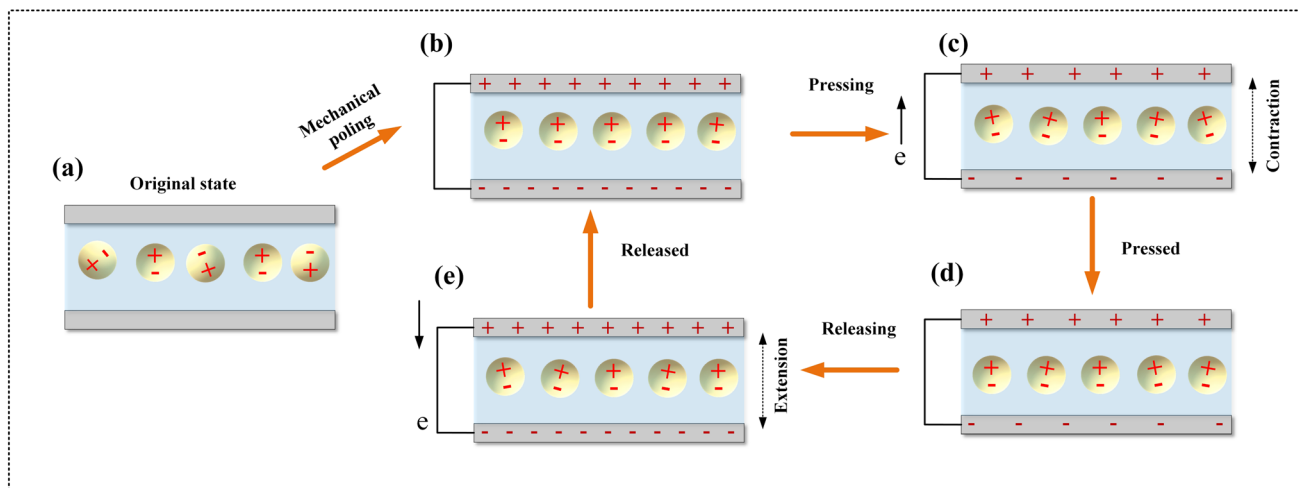 (a)
Original state
Mechanical
poling
(b)
+ + + + + + + + +
- - - - - - - - - -
Pressing
(c)
+ + + + + +
- - - - - -
e
Contraction
Pressed
(d)
+ + + + + +
- - - - - -
Releasing
(e)
+ + + + + + + + +
- - - - - - - - - -
e
Extension
Released